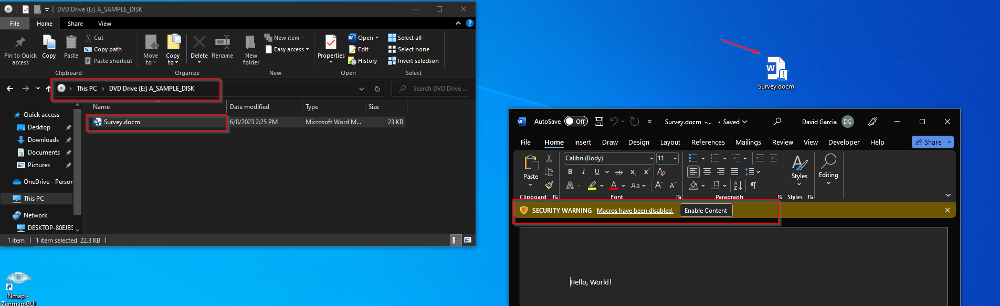 DVD Drive (E:) A_SAMPLE_DISK
File Home Share View
Pin to Quick access
Copy
Paste
Cut
Copy path
Paste shortcut
Clipboard
Move to
Copy to
Delete
Rename
Organize
New folder
New item
Easy access
New
Properties
Open
Edit
History
Open
Select all
Select none
Invert selection
Select
This PC > DVD Drive (E:) A_SAMPLE_DISK
Search DVD Drive ...
Name Date modified Type Size
Survey.docm 6/8/2023 2:25 PM Microsoft Word M... 23 KB
Quick access
Desktop
Downloads
Documents
Pictures
OneDrive - Person
This PC
Network
DESKTOP-80EJB5
1 item 1 item selected 22.3 KB
Nmap -
Zenmap GUI
W
Survey.docm
AutoSave Off Survey.docm -... • Saved David Garcia DG
File Home Insert Draw Design Layout References Mailings Review View Developer Help Share
Paste
Clipboard
Calibri (Body) 11
B I U ab x₂ x²
A A Aa A A
Font
Paragraph
Styles
Styles
Editing
SECURITY WARNING Macros have been disabled. Enable Content
Hello, World!